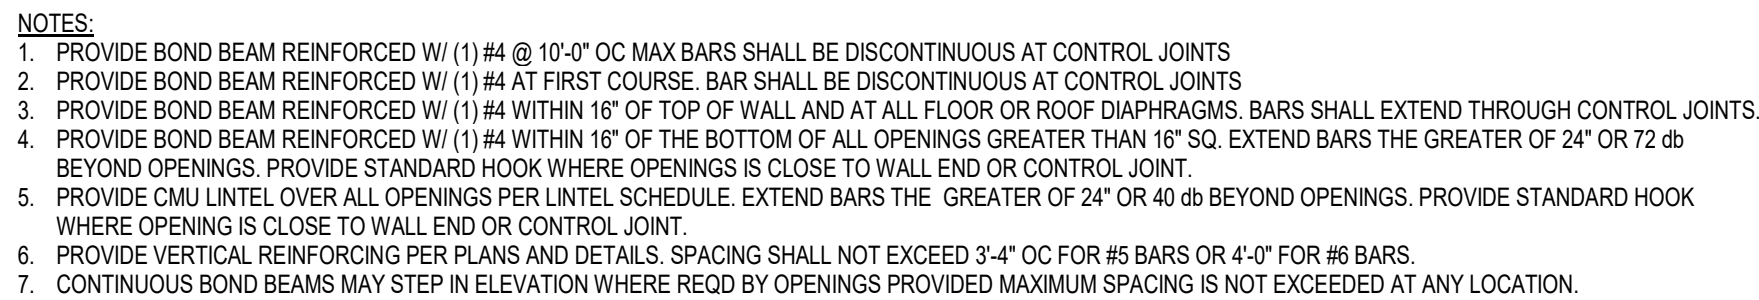 NOTES:
1. PROVIDE BOND BEAM REINFORCED W/ (1) #4 @ 10'-0" OC MAX BARS SHALL BE DISCONTINUOUS AT CONTROL JOINTS
2. PROVIDE BOND BEAM REINFORCED W/ (1) #4 AT FIRST COURSE. BAR SHALL BE DISCONTINUOUS AT CONTROL JOINTS
3. PROVIDE BOND BEAM REINFORCED W/ (1) #4 WITHIN 16" OF TOP OF WALL AND AT ALL FLOOR OR ROOF DIAPHRAGMS. BARS SHALL EXTEND THROUGH CONTROL JOINTS.
4. PROVIDE BOND BEAM REINFORCED W/ (1) #4 WITHIN 16" OF THE BOTTOM OF ALL OPENINGS GREATER THAN 16" SQ. EXTEND BARS THE GREATER OF 24" OR 72 db
BEYOND OPENINGS. PROVIDE STANDARD HOOK WHERE OPENINGS IS CLOSE TO WALL END OR CONTROL JOINT.
5. PROVIDE CMU LINTEL OVER ALL OPENINGS PER LINTEL SCHEDULE. EXTEND BARS THE GREATER OF 24" OR 40 db BEYOND OPENINGS. PROVIDE STANDARD HOOK
WHERE OPENING IS CLOSE TO WALL END OR CONTROL JOINT.
6. PROVIDE VERTICAL REINFORCING PER PLANS AND DETAILS. SPACING SHALL NOT EXCEED 3'-4" OC FOR #5 BARS OR 4'-0" FOR #6 BARS.
7. CONTINUOUS BOND BEAMS MAY STEP IN ELEVATION WHERE REQD BY OPENINGS PROVIDED MAXIMUM SPACING IS NOT EXCEEDED AT ANY LOCATION.